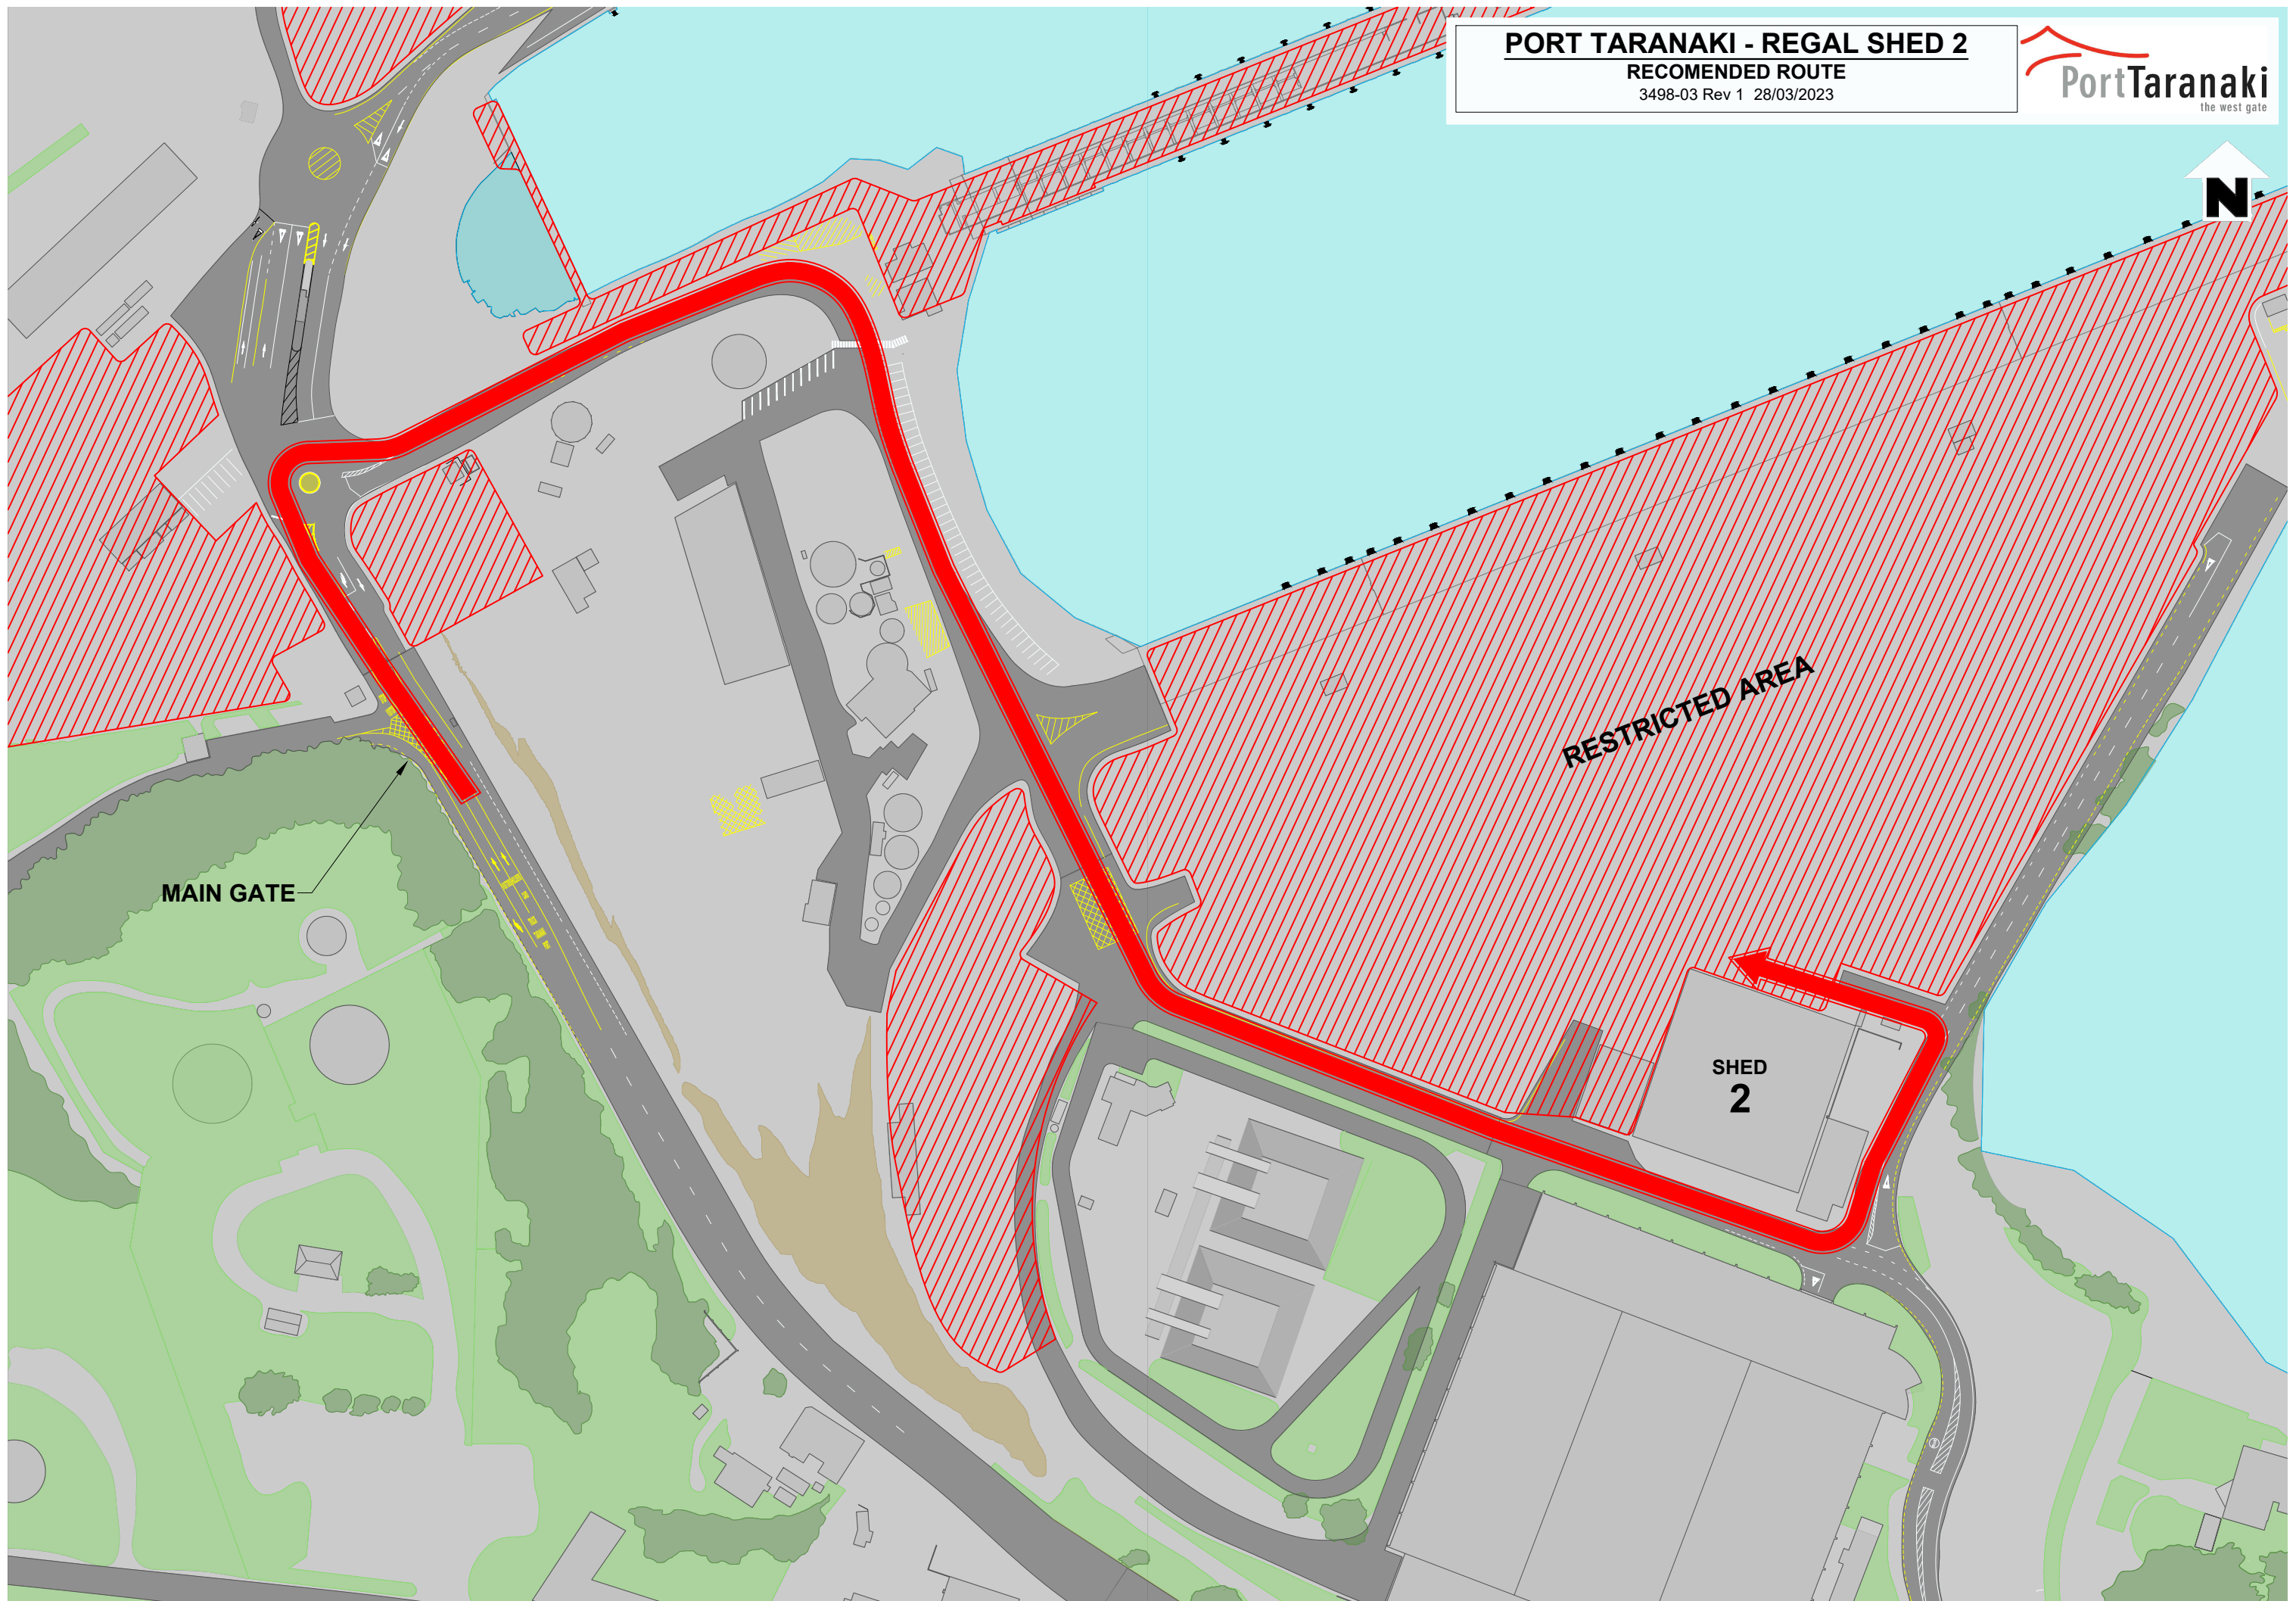 PORT TARANAKI - REGAL SHED 2
RECOMENDED ROUTE
3498-03 Rev 1 28/03/2023
PortTaranaki
the west gate
N
RESTRICTED AREA
MAIN GATE
SHED
2